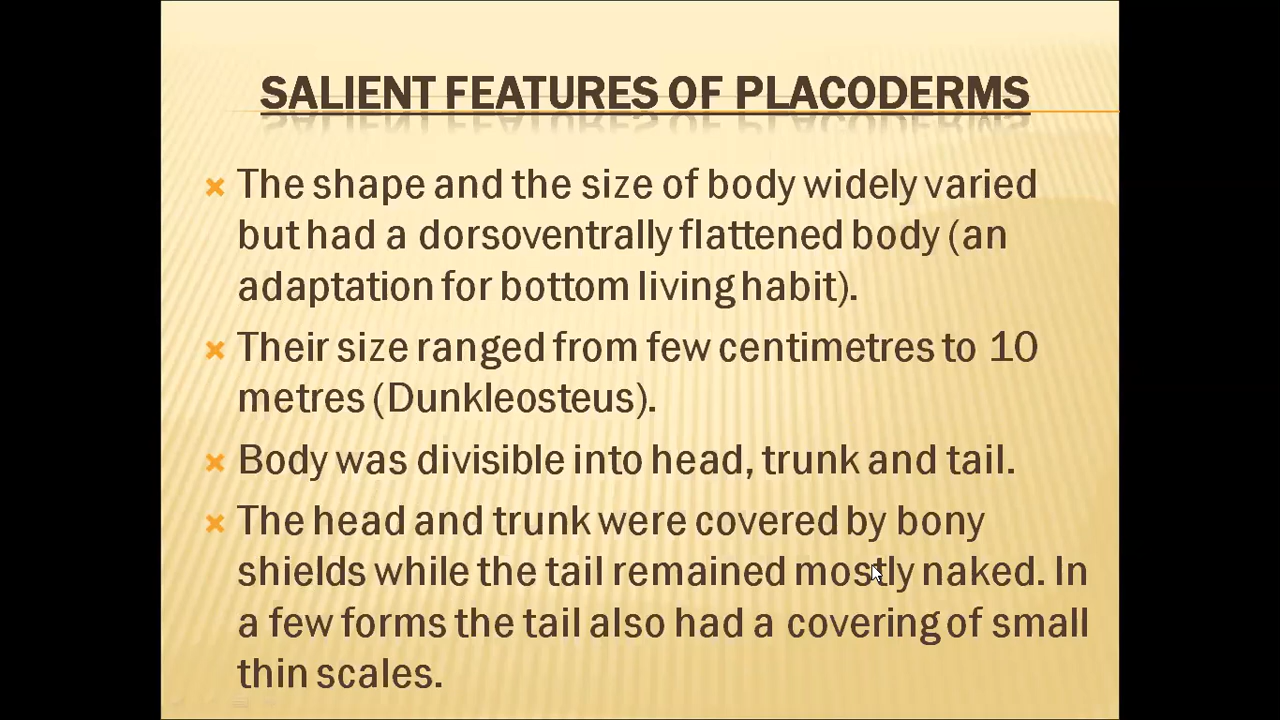 SALIENT FEATURES OF PLACODERMS
The shape and the size of body widely varied
but had a dorsoventrally flattened body (an
adaptation for bottom living habit).
Their size ranged from few centimetres to 10
metres (Dunkleosteus).
Body was divisible into head, trunk and tail.
The head and trunk were covered by bony
shields while the tail remained mostly naked. In
a few forms the tail also had a covering of small
thin scales.